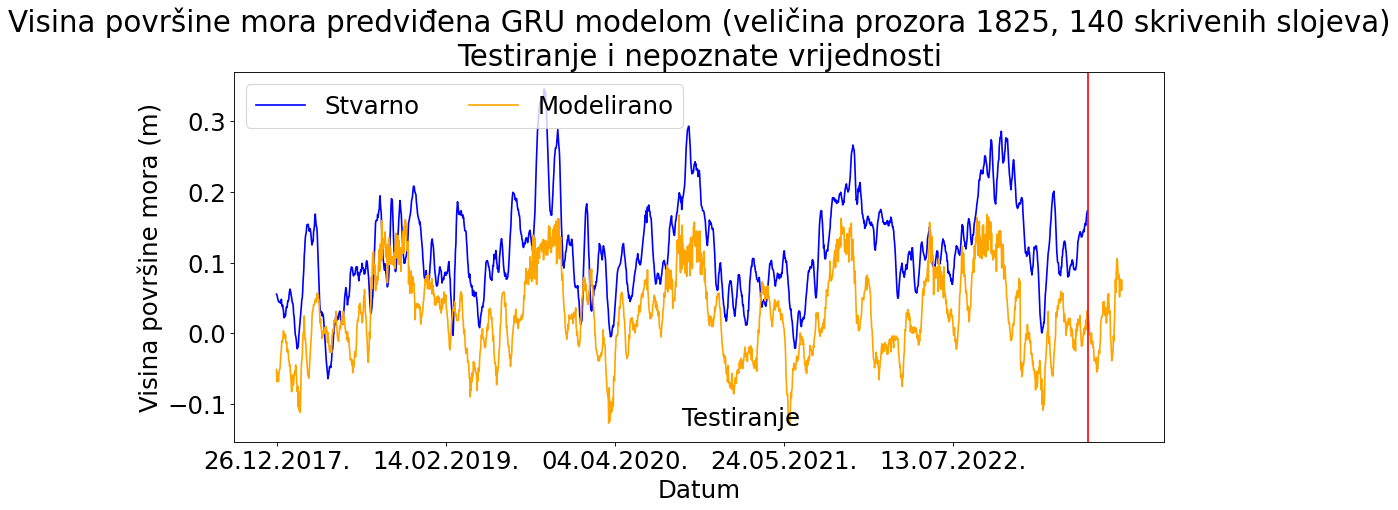 Visina površine mora predviđena GRU modelom (veličina prozora 1825, 140 skrivenih slojeva)
Testiranje i nepoznate vrijednosti
Stvarno Modelirano
Visina površine mora (m)
0.3
0.2
0.1
0.0
−0.1
Testiranje
26.12.2017. 14.02.2019. 04.04.2020. 24.05.2021. 13.07.2022.
Datum